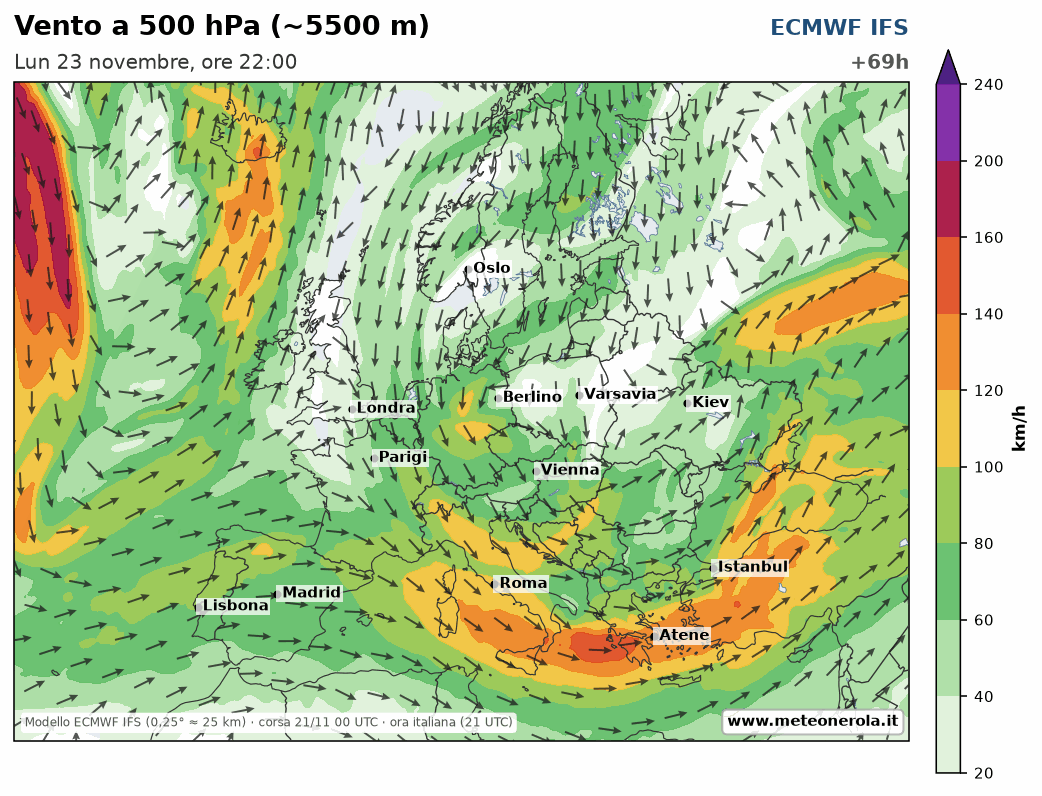 Vento a 500 hPa (~5500 m)
ECMWF IFS
Lun 23 novembre, ore 22:00
+69h
240
200
160
140
120
100
80
60
40
20
km/h
Oslo
Londra
Berlino
Varsavia
Kiev
Parigi
Vienna
Istanbul
Roma
Madrid
Lisbona
Atene
Modello ECMWF IFS (0,25° ≈ 25 km) · corsa 21/11 00 UTC · ora italiana (21 UTC)
www.meteonerola.it